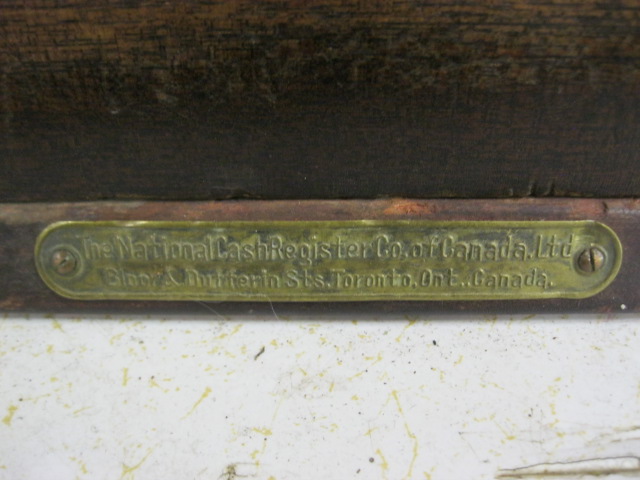 The National Cash Register Co. of Canada, Ltd
Bloor & Dufferin Sts. Toronto, Ont., Canada.